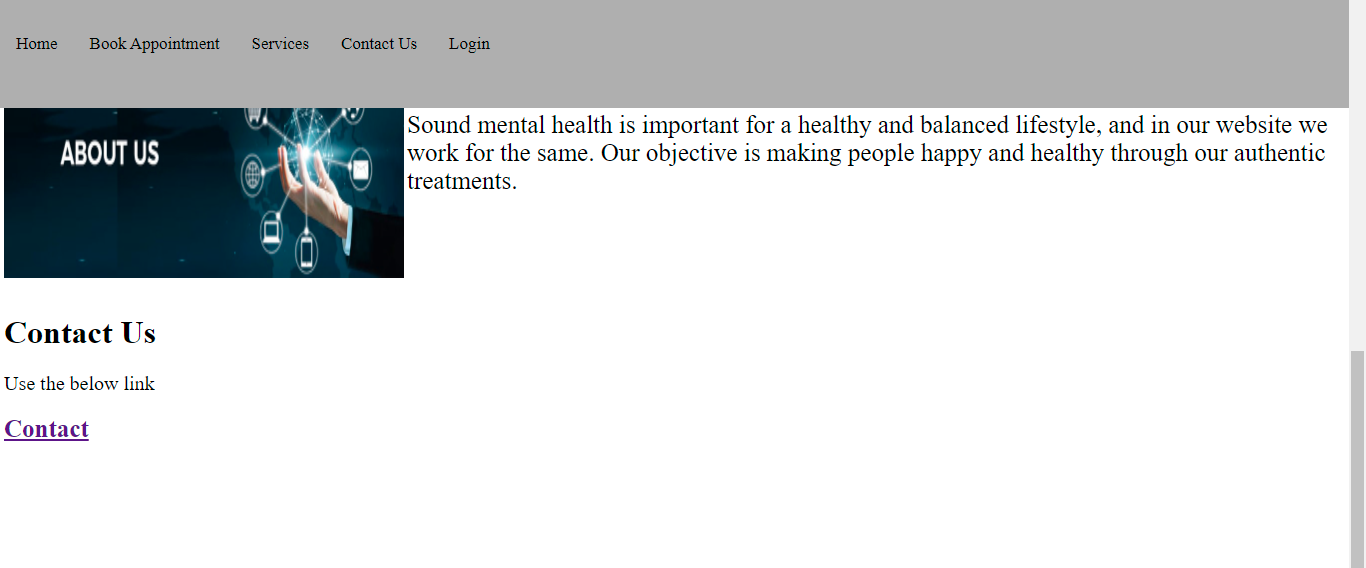 Home Book Appointment Services Contact Us Login
ABOUT US
Sound mental health is important for a healthy and balanced lifestyle, and in our website we
work for the same. Our objective is making people happy and healthy through our authentic
treatments.
Contact Us
Use the below link
Contact